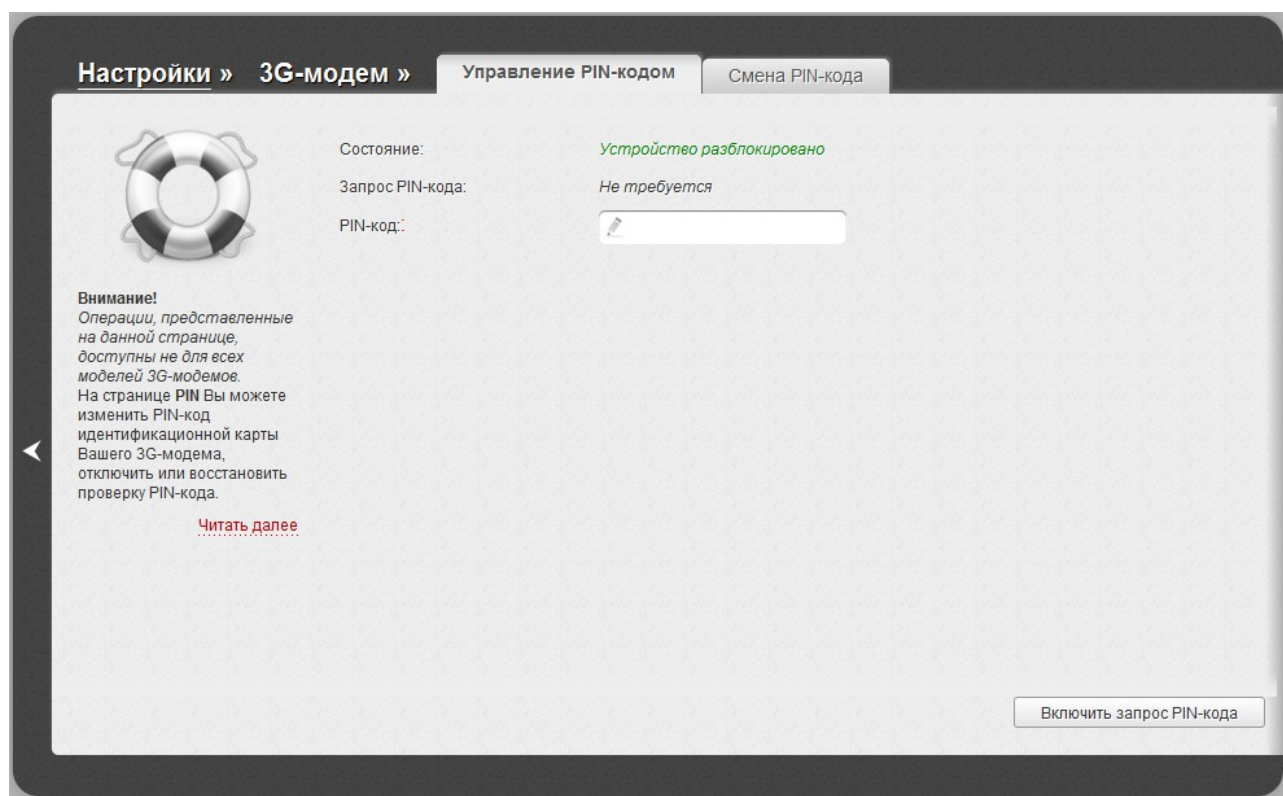 Настройки » 3G-модем » Управление PIN-кодом Смена PIN-кода
Состояние: Устройство разблокировано
Запрос PIN-кода: Не требуется
PIN-код:*
Внимание!
Операции, представленные
на данной странице,
доступны не для всех
моделей 3G-модемов.
На странице PIN Вы можете
изменить PIN-код
идентификационной карты
Вашего 3G-модема,
отключить или восстановить
проверку PIN-кода.
Читать далее
Включить запрос PIN-кода